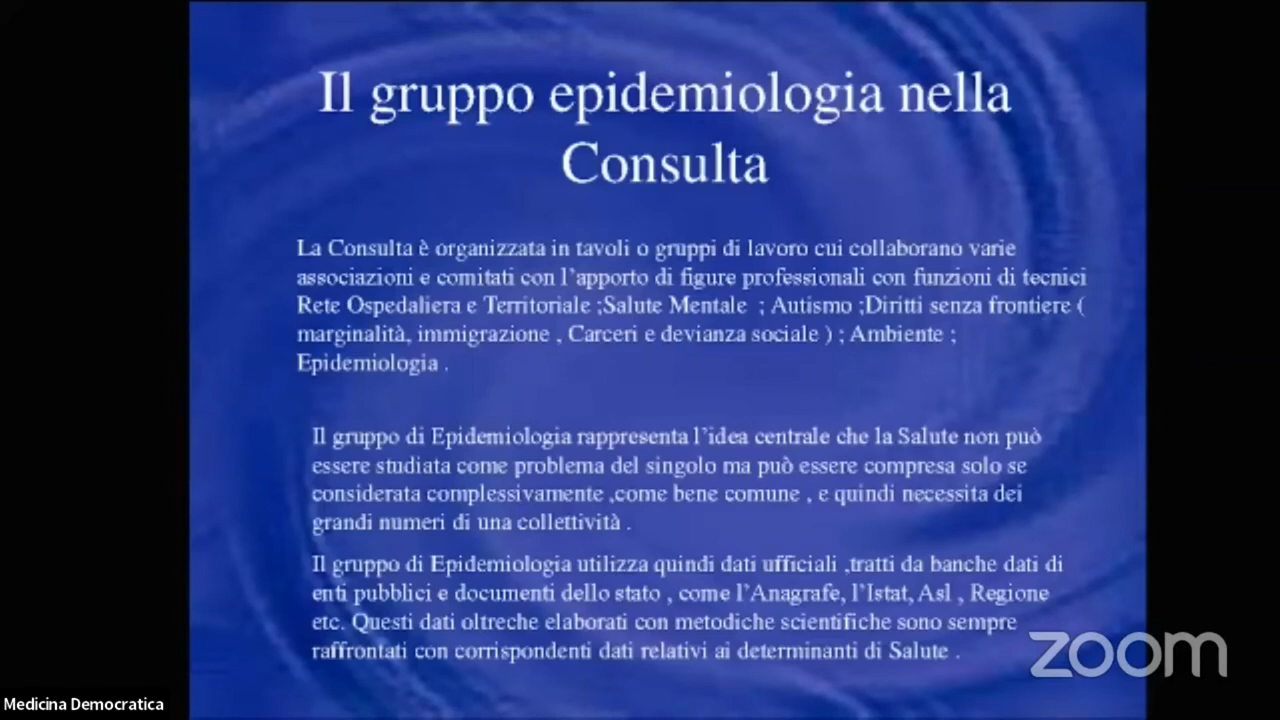 Il gruppo epidemiologia nella
Consulta
La Consulta è organizzata in tavoli o gruppi di lavoro cui collaborano varie
associazioni e comitati con l'apporto di figure professionali con funzioni di tecnici
Rete Ospedaliera e Territoriale ;Salute Mentale ; Autismo ;Diritti senza frontiere (
marginalità, immigrazione , Carceri e devianza sociale ) ; Ambiente ;
Epidemiologia .
Il gruppo di Epidemiologia rappresenta l'idea centrale che la Salute non può
essere studiata come problema del singolo ma può essere compresa solo se
considerata complessivamente ,come bene comune , e quindi necessita dei
grandi numeri di una collettività .
Il gruppo di Epidemiologia utilizza quindi dati ufficiali ,tratti da banche dati di
enti pubblici e documenti dello stato , come l'Anagrafe, l'Istat, Asl , Regione
etc. Questi dati oltreche elaborati con metodiche scientifiche sono sempre
raffrontati con corrispondenti dati relativi ai determinanti di Salute .
zoom
Medicina Democratica